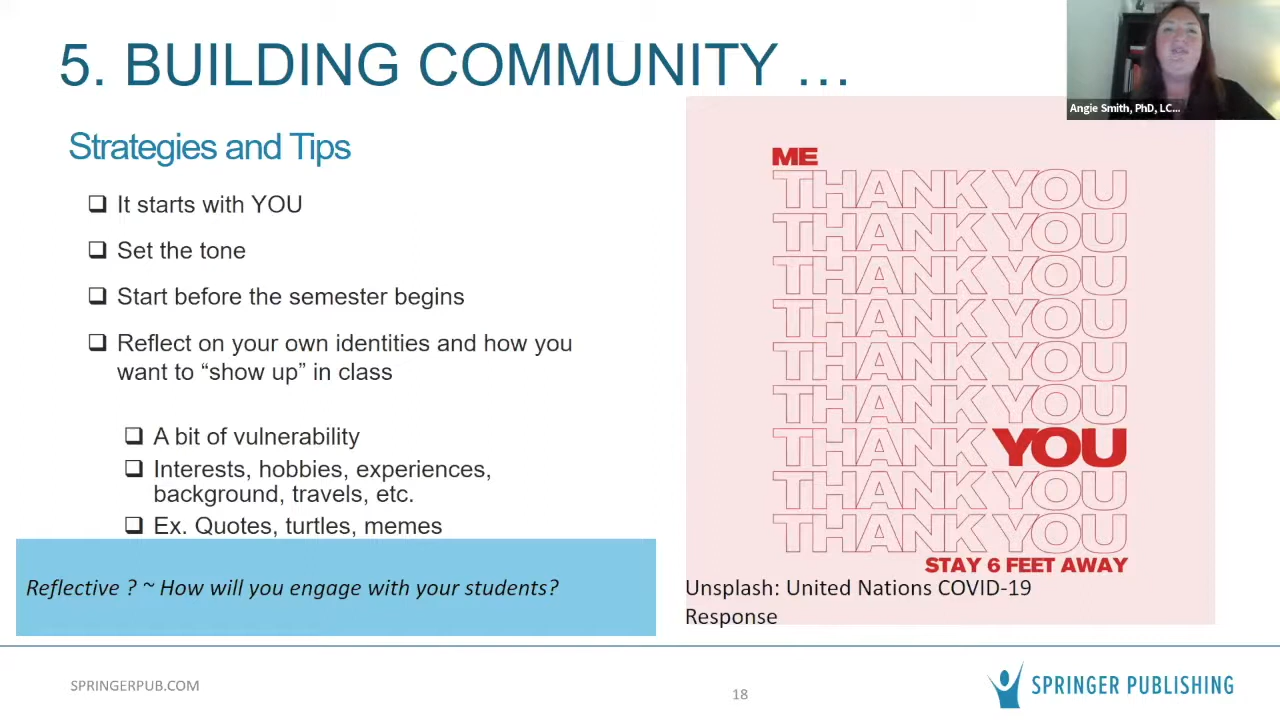 5. BUILDING COMMUNITY …
Angie Smith, PhD, LC...
Strategies and Tips
❑ It starts with YOU
❑ Set the tone
❑ Start before the semester begins
❑ Reflect on your own identities and how you
want to “show up” in class
❑ A bit of vulnerability
❑ Interests, hobbies, experiences,
background, travels, etc.
❑ Ex. Quotes, turtles, memes
Reflective ? ~ How will you engage with your students?
ME
THANK YOU
THANK YOU
THANK YOU
THANK YOU
THANK YOU
THANK YOU
THANK YOU
THANK YOU
THANK YOU
STAY 6 FEET AWAY
Unsplash: United Nations COVID-19
Response
SPRINGERPUB.COM
18
SPRINGER PUBLISHING